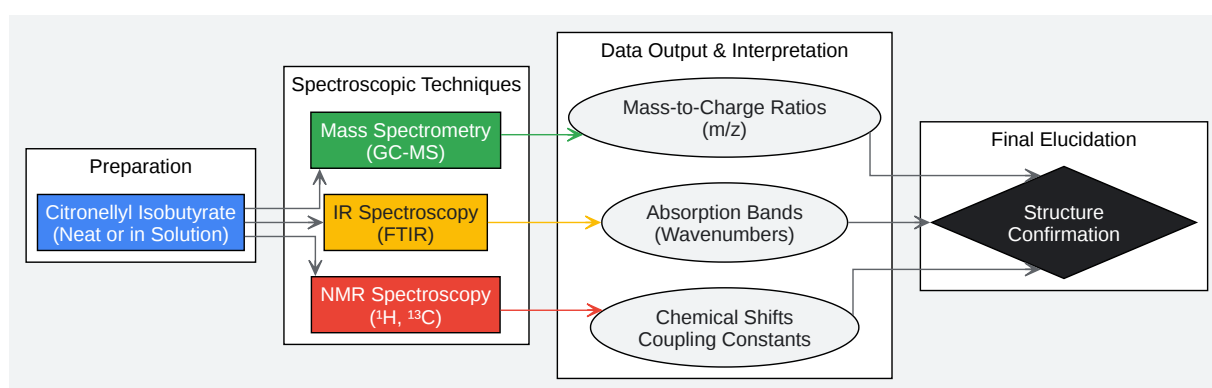 Preparation
Citronellyl Isobutyrate
(Neat or in Solution)
Spectroscopic Techniques
Mass Spectrometry
(GC-MS)
IR Spectroscopy
(FTIR)
NMR Spectroscopy
(¹H, ¹³C)
Data Output & Interpretation
Mass-to-Charge Ratios
(m/z)
Absorption Bands
(Wavenumbers)
Chemical Shifts
Coupling Constants
Final Elucidation
Structure
Confirmation